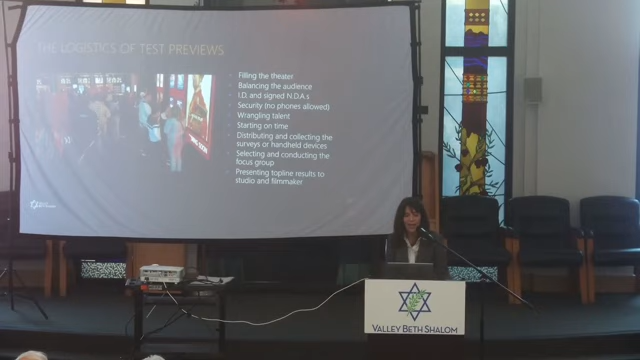 THE LOGISTICS OF TEST PREVIEWS
Filling the theater
Balancing the audience
I.D. and signed N.D.A.s
Security (no phones allowed)
Wrangling talent
Starting on time
Distributing and collecting the
surveys or handheld devices
Selecting and conducting the
focus group
Presenting topline results to
studio and filmmaker
VALLEY BETH SHALOM